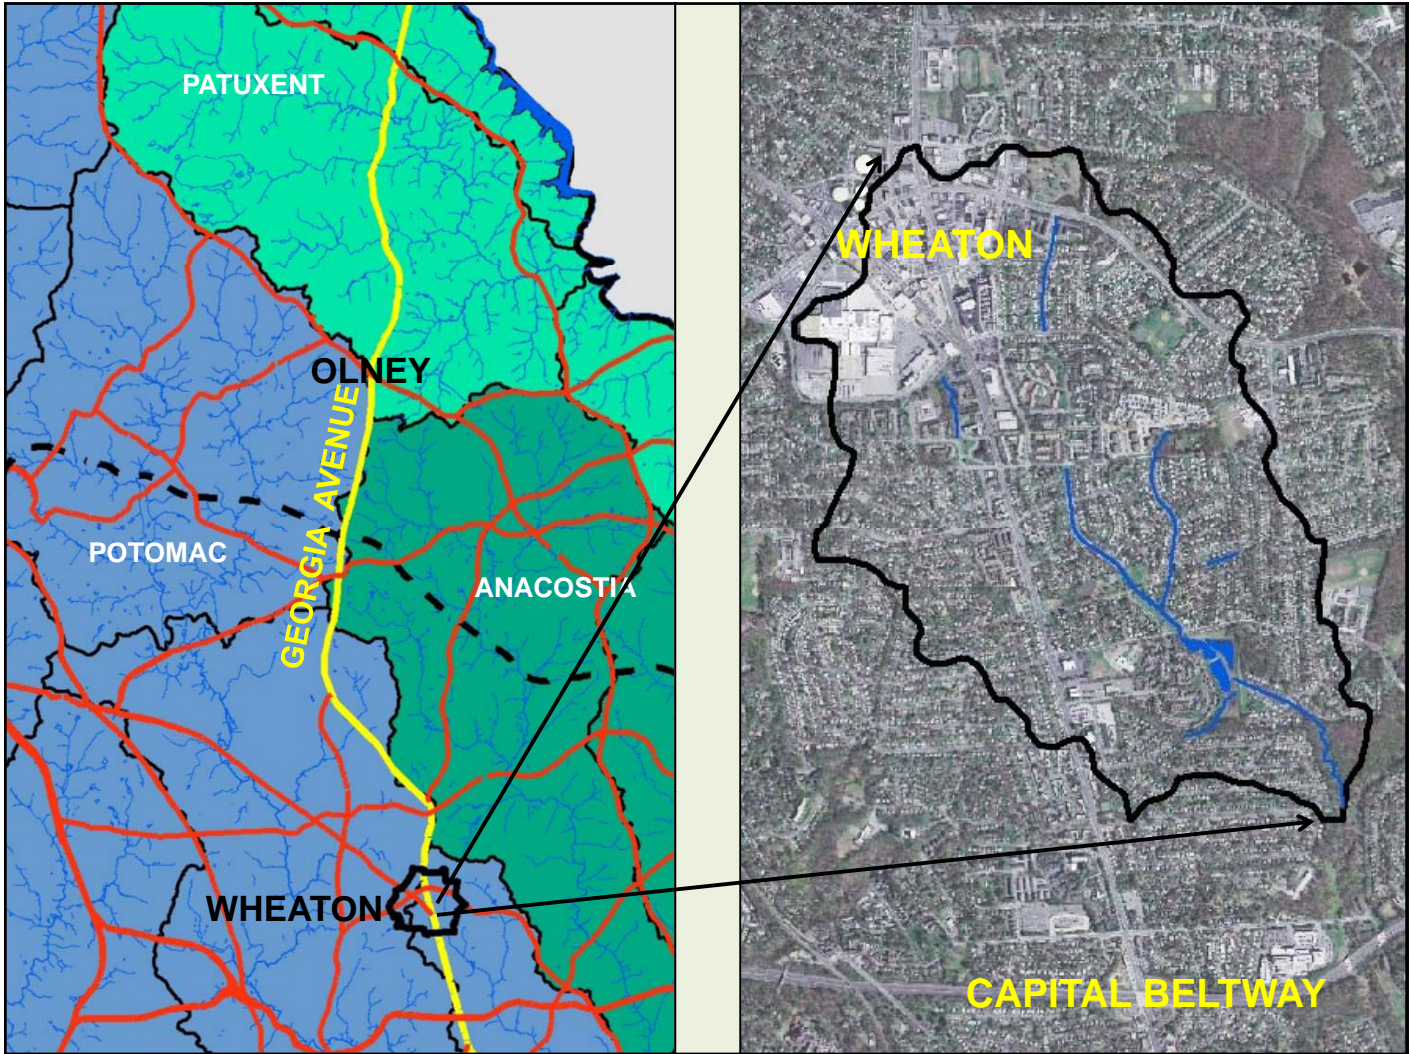 PATUXENT
OLNEY
GEORGIA AVENUE
POTOMAC
ANACOSTIA
WHEATON
WHEATON
CAPITAL BELTWAY